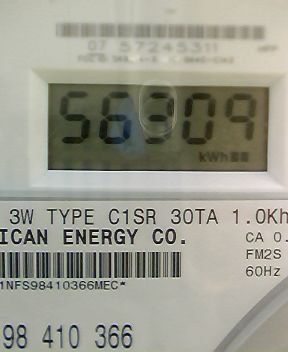 07 57245311
56309
kWh
3W TYPE C1SR 30TA 1.0Kh
ICAN ENERGY CO.
CA 0.
FM2S
60Hz
1NFS98410366MEC*
98 410 366